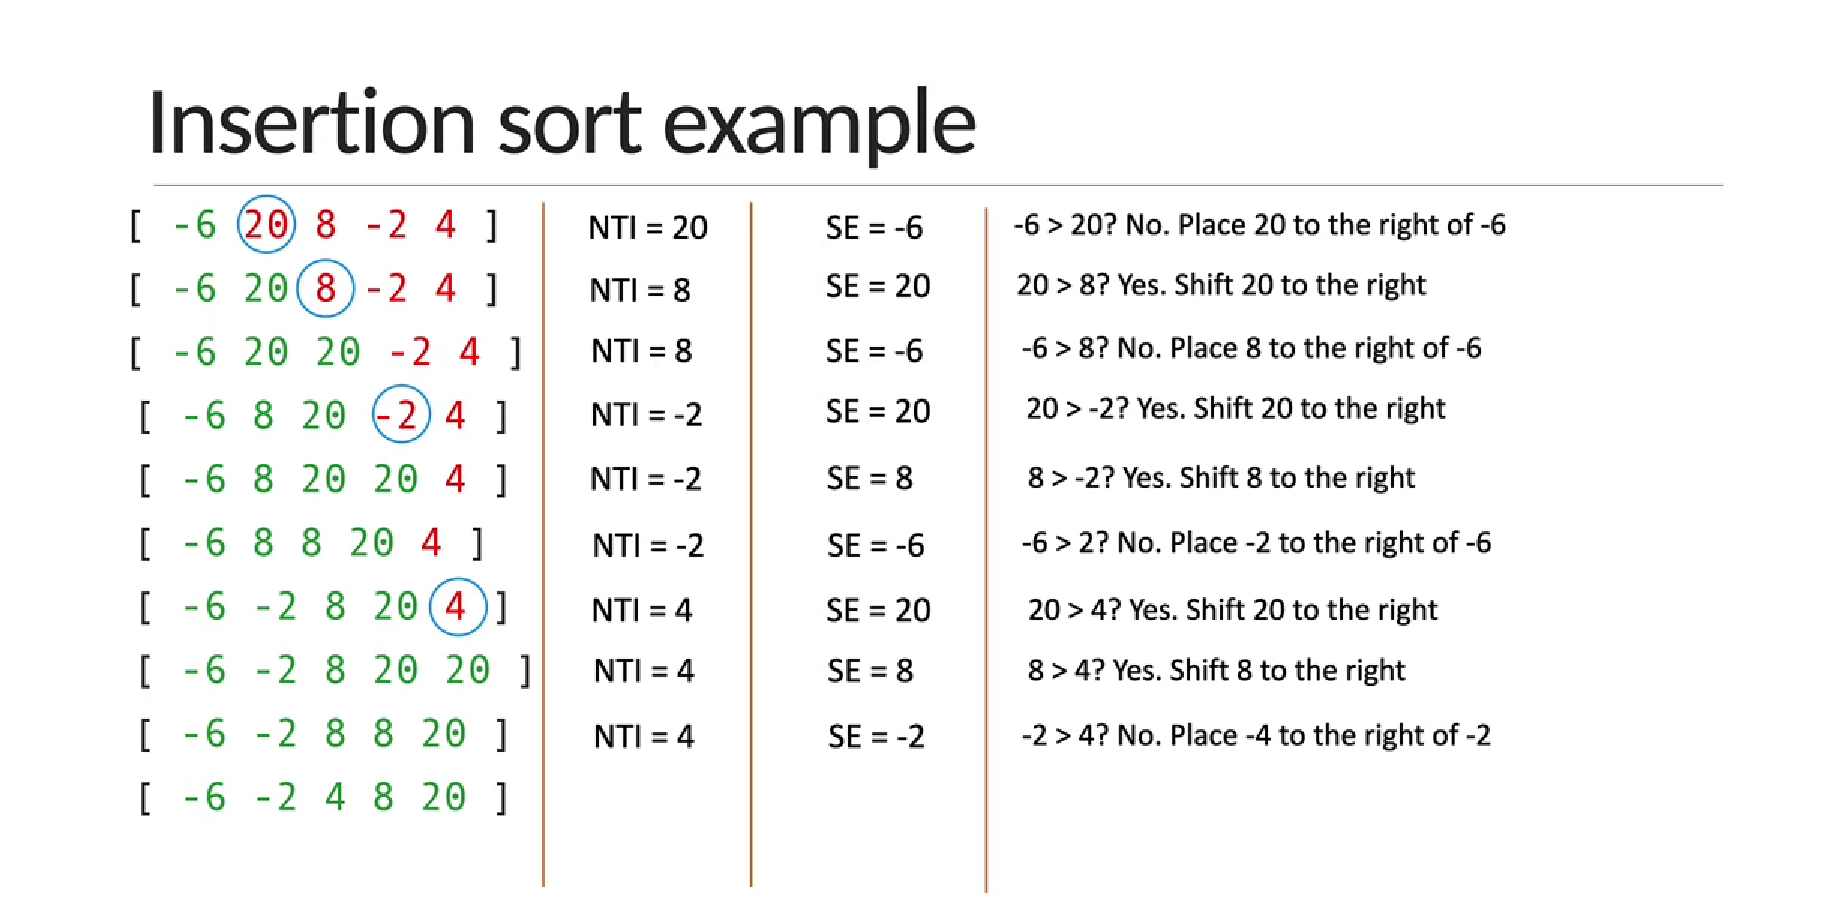 Insertion sort example
[ -6 20 8 -2 4 ] NTI = 20 SE = -6 -6 > 20? No. Place 20 to the right of -6
[ -6 20 8 -2 4 ] NTI = 8 SE = 20 20 > 8? Yes. Shift 20 to the right
[ -6 20 20 -2 4 ] NTI = 8 SE = -6 -6 > 8? No. Place 8 to the right of -6
[ -6 8 20 -2 4 ] NTI = -2 SE = 20 20 > -2? Yes. Shift 20 to the right
[ -6 8 20 20 4 ] NTI = -2 SE = 8 8 > -2? Yes. Shift 8 to the right
[ -6 8 8 20 4 ] NTI = -2 SE = -6 -6 > 2? No. Place -2 to the right of -6
[ -6 -2 8 20 4 ] NTI = 4 SE = 20 20 > 4? Yes. Shift 20 to the right
[ -6 -2 8 20 20 ] NTI = 4 SE = 8 8 > 4? Yes. Shift 8 to the right
[ -6 -2 8 8 20 ] NTI = 4 SE = -2 -2 > 4? No. Place -4 to the right of -2
[ -6 -2 4 8 20 ]